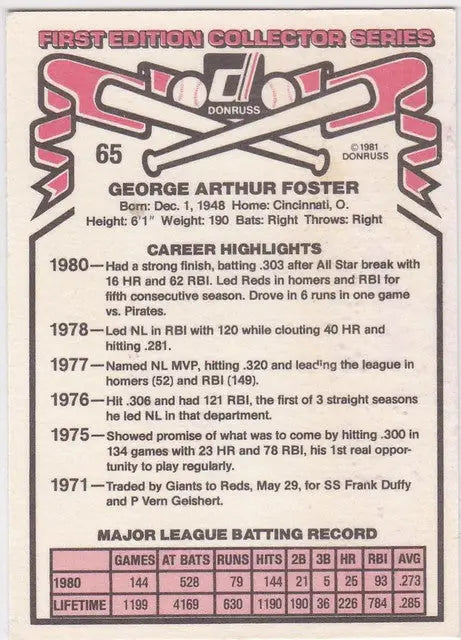 FIRST EDITION COLLECTOR SERIES
d
DONRUSS
65
© 1981
DONRUSS
GEORGE ARTHUR FOSTER
Born: Dec. 1, 1948 Home: Cincinnati, O.
Height: 6'1" Weight: 190 Bats: Right Throws: Right
CAREER HIGHLIGHTS
1980—Had a strong finish, batting .303 after All Star break with
16 HR and 62 RBI. Led Reds in homers and RBI for
fifth consecutive season. Drove in 6 runs in one game
vs. Pirates.
1978—Led NL in RBI with 120 while clouting 40 HR and
hitting .281.
1977—Named NL MVP, hitting .320 and leading the league in
homers (52) and RBI (149).
1976—Hit .306 and had 121 RBI, the first of 3 straight seasons
he led NL in that department.
1975—Showed promise of what was to come by hitting .300 in
134 games with 23 HR and 78 RBI, his 1st real oppor-
tunity to play regularly.
1971—Traded by Giants to Reds, May 29, for SS Frank Duffy
and P Vern Geishert.
MAJOR LEAGUE BATTING RECORD
GAMES AT BATS RUNS HITS 2B 3B HR RBI AVG
1980 144 528 79 144 21 5 25 93 .273
LIFETIME 1199 4169 630 1190 190 36 226 784 .285